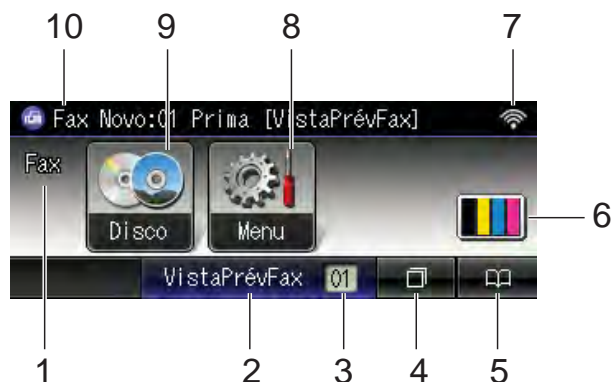 10 9 8 7
Fax Novo:01 Prima [VistaPrévFax]
Fax
Disco Menu
6
VistaPrévFax 01
1 2 3 4 5